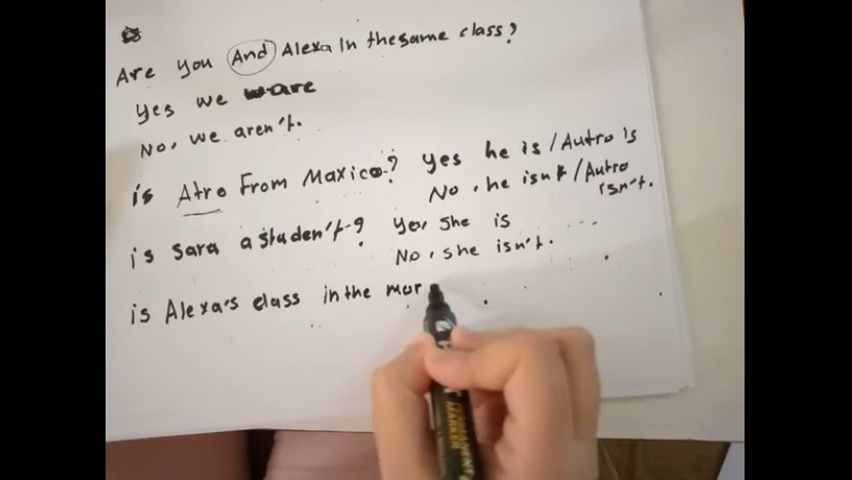 Are you And Alexa In the same class?
Yes we are
No, we aren't.
is Atro From Maxico? Yes he is / Autro is
No, he isn't / Autro isn't.
is sara a student? Yes, she is
No, she isn't.
is Alexa's class in the mor
PERMANENT MARKER